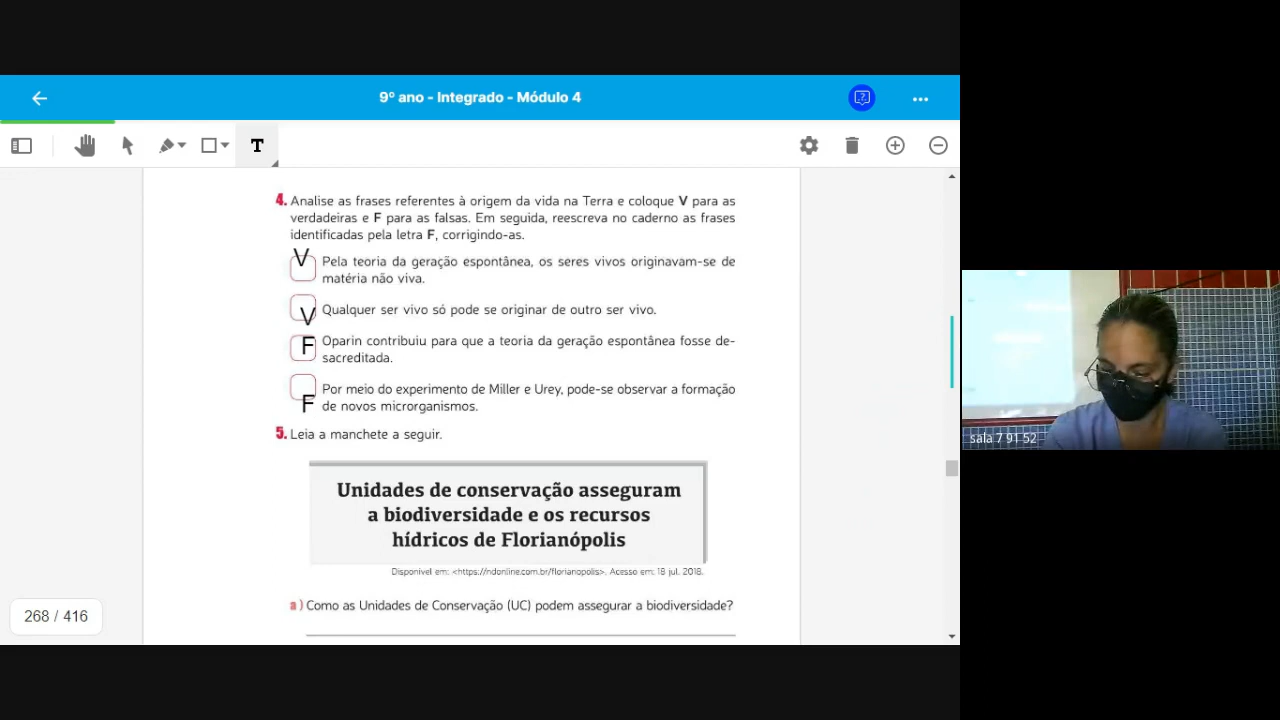 9º ano - Integrado - Módulo 4
T
4. Analise as frases referentes à origem da vida na Terra e coloque V para as
verdadeiras e F para as falsas. Em seguida, reescreva no caderno as frases
identificadas pela letra F, corrigindo-as.
V Pela teoria da geração espontânea, os seres vivos originavam-se de
matéria não viva.
V Qualquer ser vivo só pode se originar de outro ser vivo.
F Oparin contribuiu para que a teoria da geração espontânea fosse de-
sacreditada.
Por meio do experimento de Miller e Urey, pode-se observar a formação
F de novos microrganismos.
5. Leia a manchete a seguir.
Unidades de conservação asseguram
a biodiversidade e os recursos
hídricos de Florianópolis
Disponível em: <https://ndonline.com.br/florianopolis>. Acesso em: 18 jul. 2018.
a) Como as Unidades de Conservação (UC) podem assegurar a biodiversidade?
268 / 416
sala 7 91 52